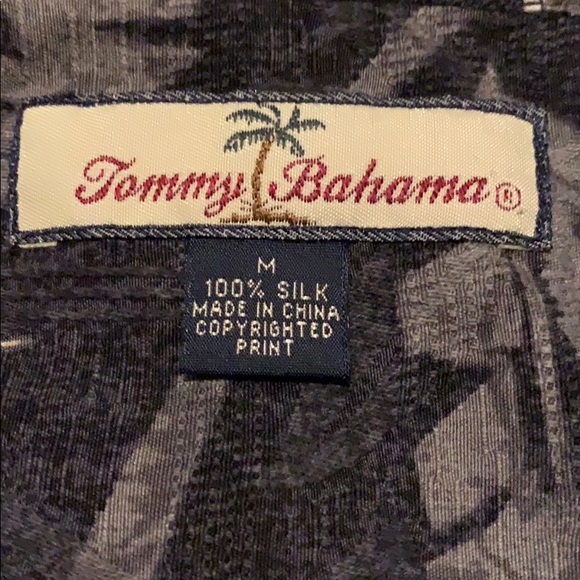 Tommy Bahama®
M
100% SILK
MADE IN CHINA
COPYRIGHTED
PRINT